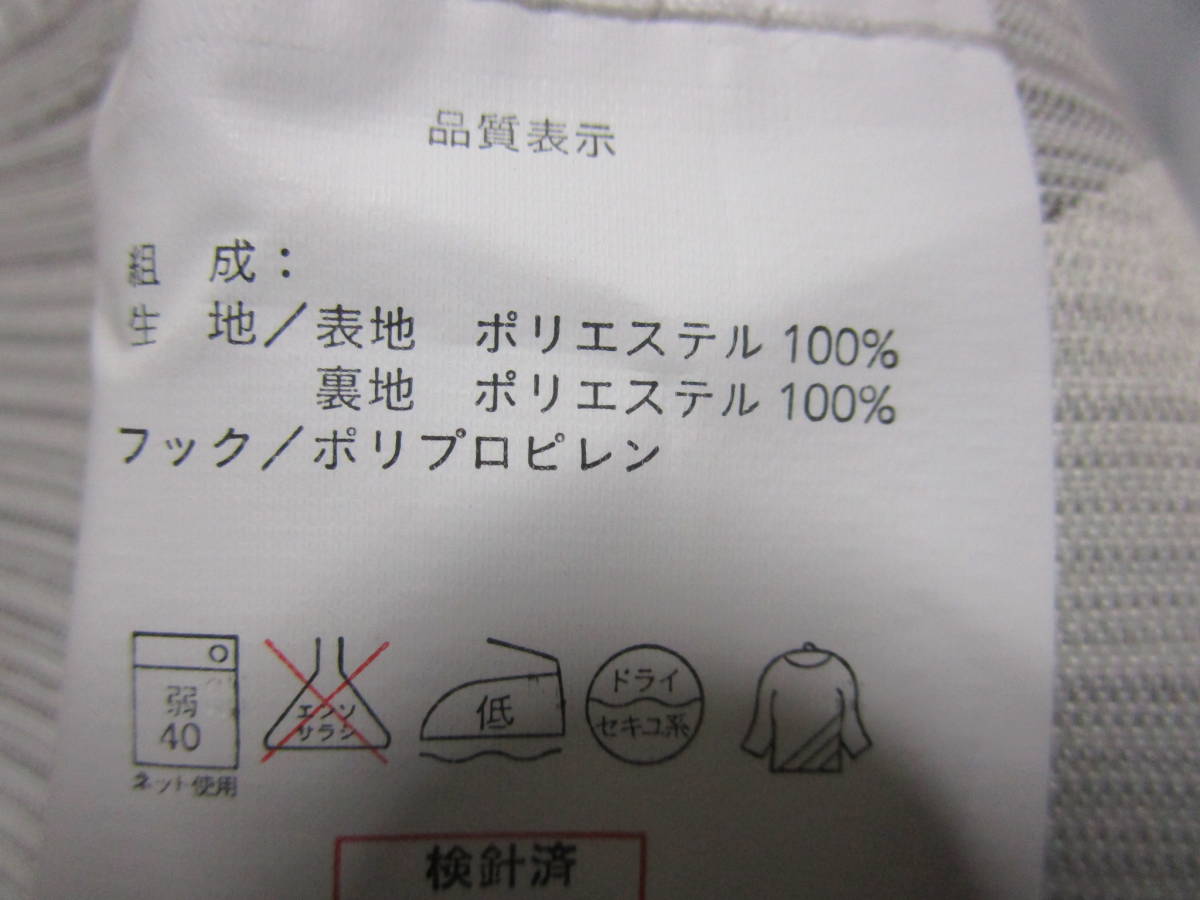 品質表示
組　成：
生　地／表地　ポリエステル 100%
裏地　ポリエステル 100%
フック／ポリプロピレン
弱
40
ネット使用
エンソ
サラシ
低
ドライ
セキユ系
検針済